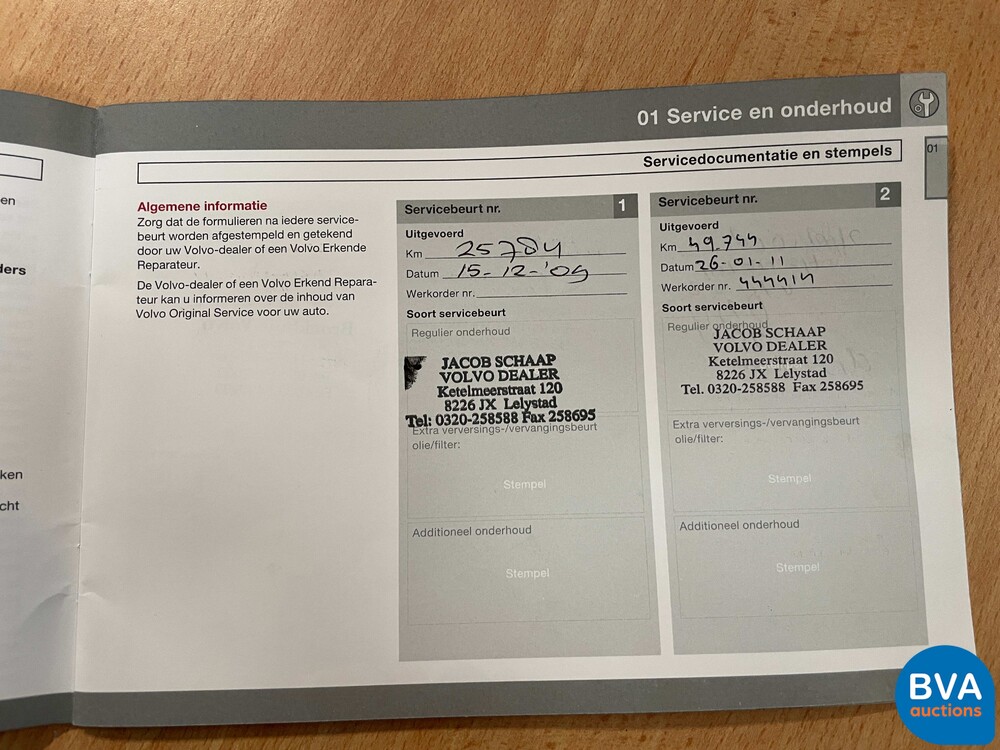 en
ders
ken
cht
01 Service en onderhoud
01
Servicedocumentatie en stempels
Algemene informatie
Zorg dat de formulieren na iedere service-
beurt worden afgestempeld en getekend
door uw Volvo-dealer of een Volvo Erkende
Reparateur.
De Volvo-dealer of een Volvo Erkend Repara-
teur kan u informeren over de inhoud van
Volvo Original Service voor uw auto.
Servicebeurt nr. 1
Uitgevoerd
Km 25784
Datum 15-12-'09
Werkorder nr.
Soort servicebeurt
Regulier onderhoud
JACOB SCHAAP
VOLVO DEALER
Ketelmeerstraat 120
8226 JX Lelystad
Tel: 0320-258588 Fax 258695
Extra verversings-/vervangingsbeurt
olie/filter:
Stempel
Additioneel onderhoud
Stempel
Servicebeurt nr. 2
Uitgevoerd
Km 49.744
Datum 26-01-11
Werkorder nr. 444414
Soort servicebeurt
Regulier onderhoud
JACOB SCHAAP
VOLVO DEALER
Ketelmeerstraat 120
8226 JX Lelystad
Tel. 0320-258588 Fax 258695
Extra verversings-/vervangingsbeurt
olie/filter:
Stempel
Additioneel onderhoud
Stempel
BVA
auctions